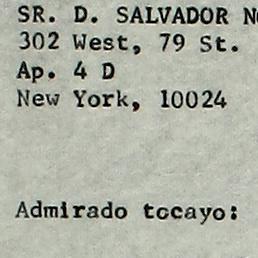 SR. D. SALVADOR
302 West, 79 St.
Ap. 4 D
New York, 10024
Admirado tocayo: